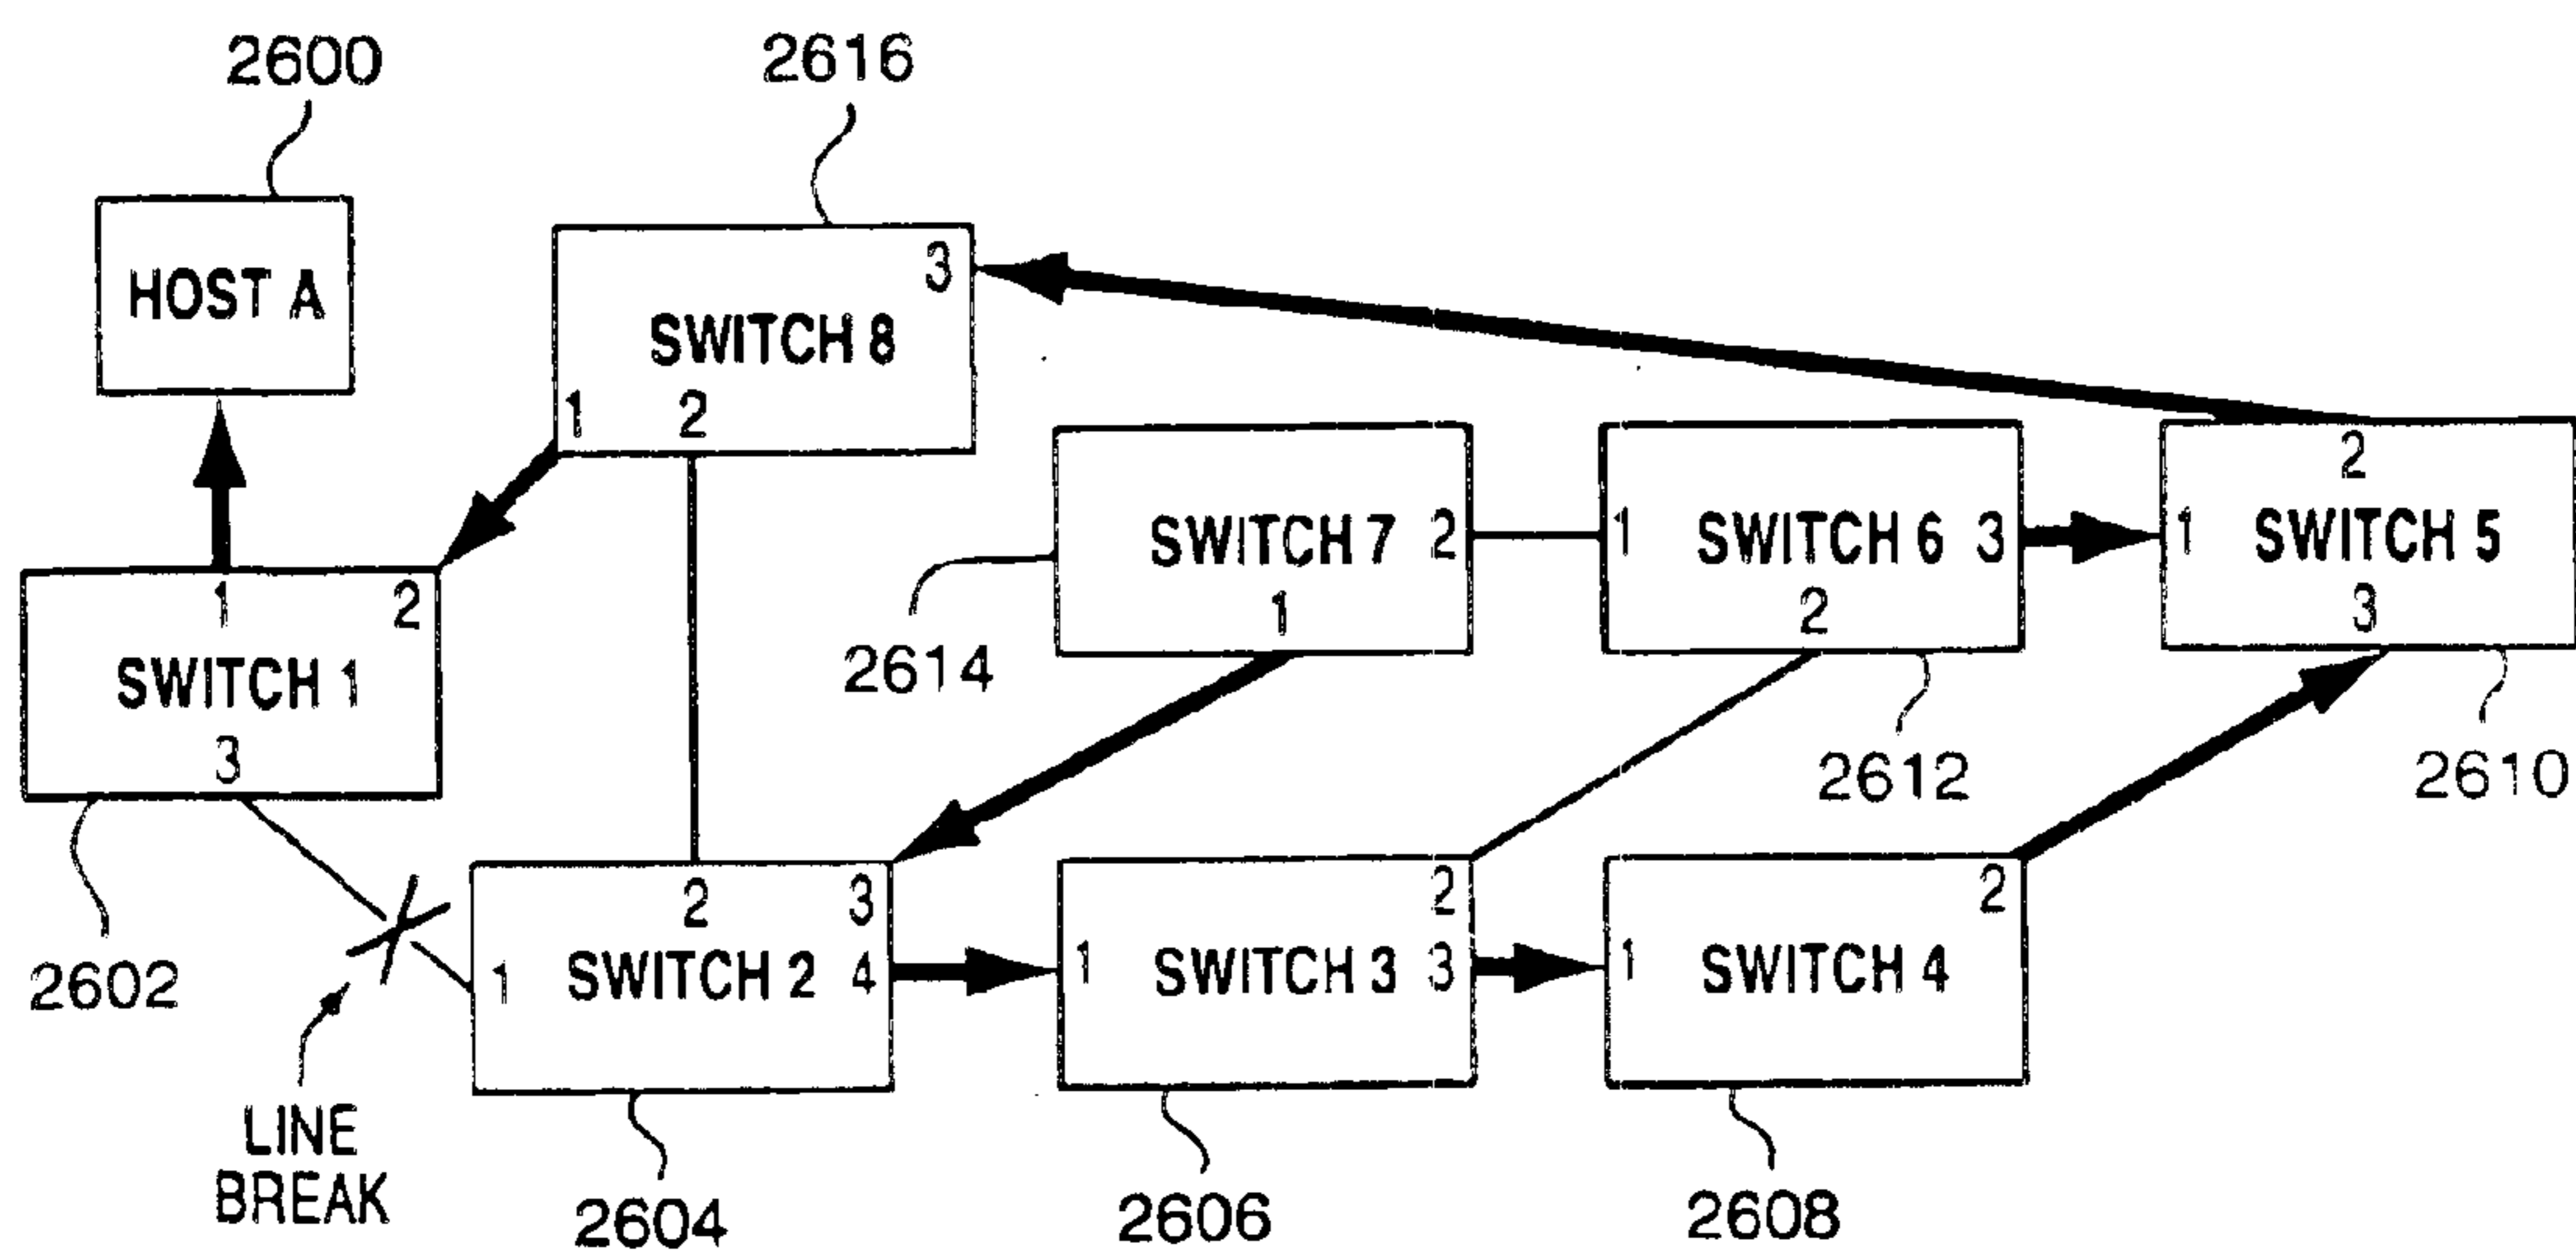 2600
2616
HOST A
3
SWITCH 8
1 2
2
SWITCH 7 2
1 SWITCH 6 3
1 SWITCH 5
1
2
3
1 2
SWITCH 1
3
2614
2612
2610
2 3
1 SWITCH 2 4
2
1 SWITCH 3 3
2
1 SWITCH 4
2602
LINE
BREAK
2604
2606
2608